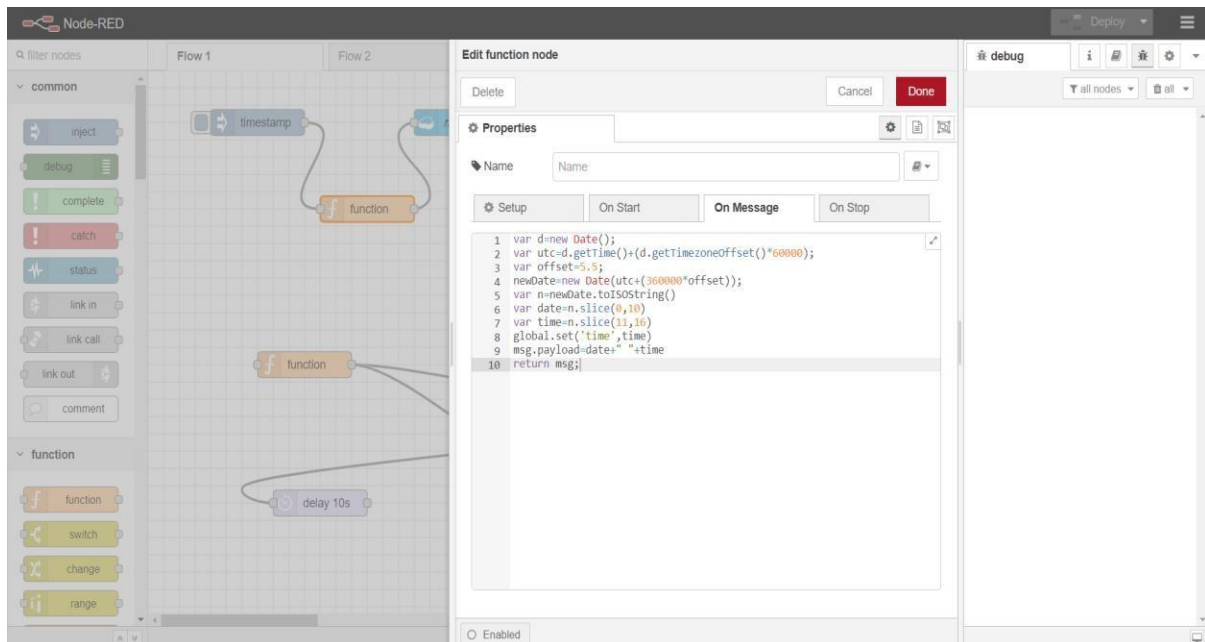 Node-RED
Deploy
filter nodes
Flow 1
Flow 2
Edit function node
debug
i
all nodes
all
common
inject
debug
complete
catch
status
link in
link call
link out
comment
function
function
switch
change
range
timestamp
f function
f function
delay 10s
Delete
Cancel
Done
Properties
Name
Name
Setup
On Start
On Message
On Stop
1 var d=new Date();
2 var utc=d.getTime()+(d.getTimezoneOffset()*60000);
3 var offset=5.5;
4 newDate=new Date(utc+(360000*offset));
5 var n=newDate.toISOString()
6 var date=n.slice(0,10)
7 var time=n.slice(11,16)
8 global.set('time',time)
9 msg.payload=date+" "+time
10 return msg;
Enabled